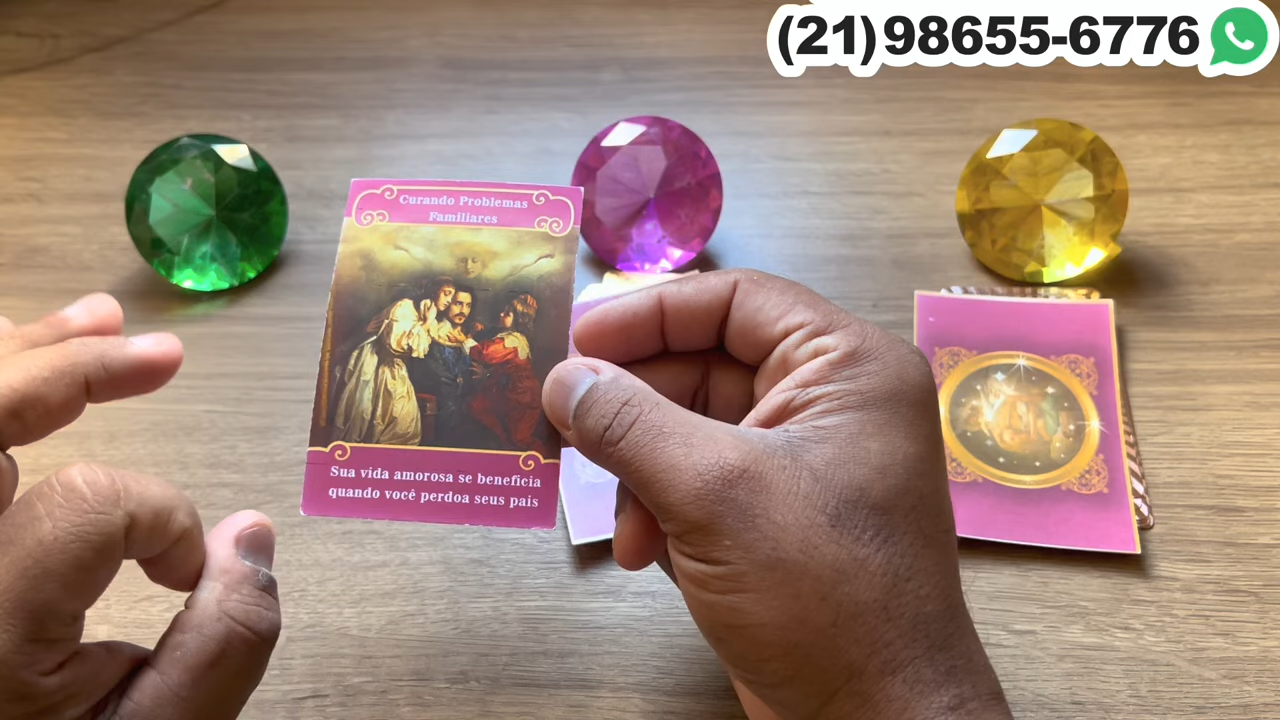 (21)98655-6776
Curando Problemas
Familiares
Sua vida amorosa se beneficia
quando você perdoa seus pais